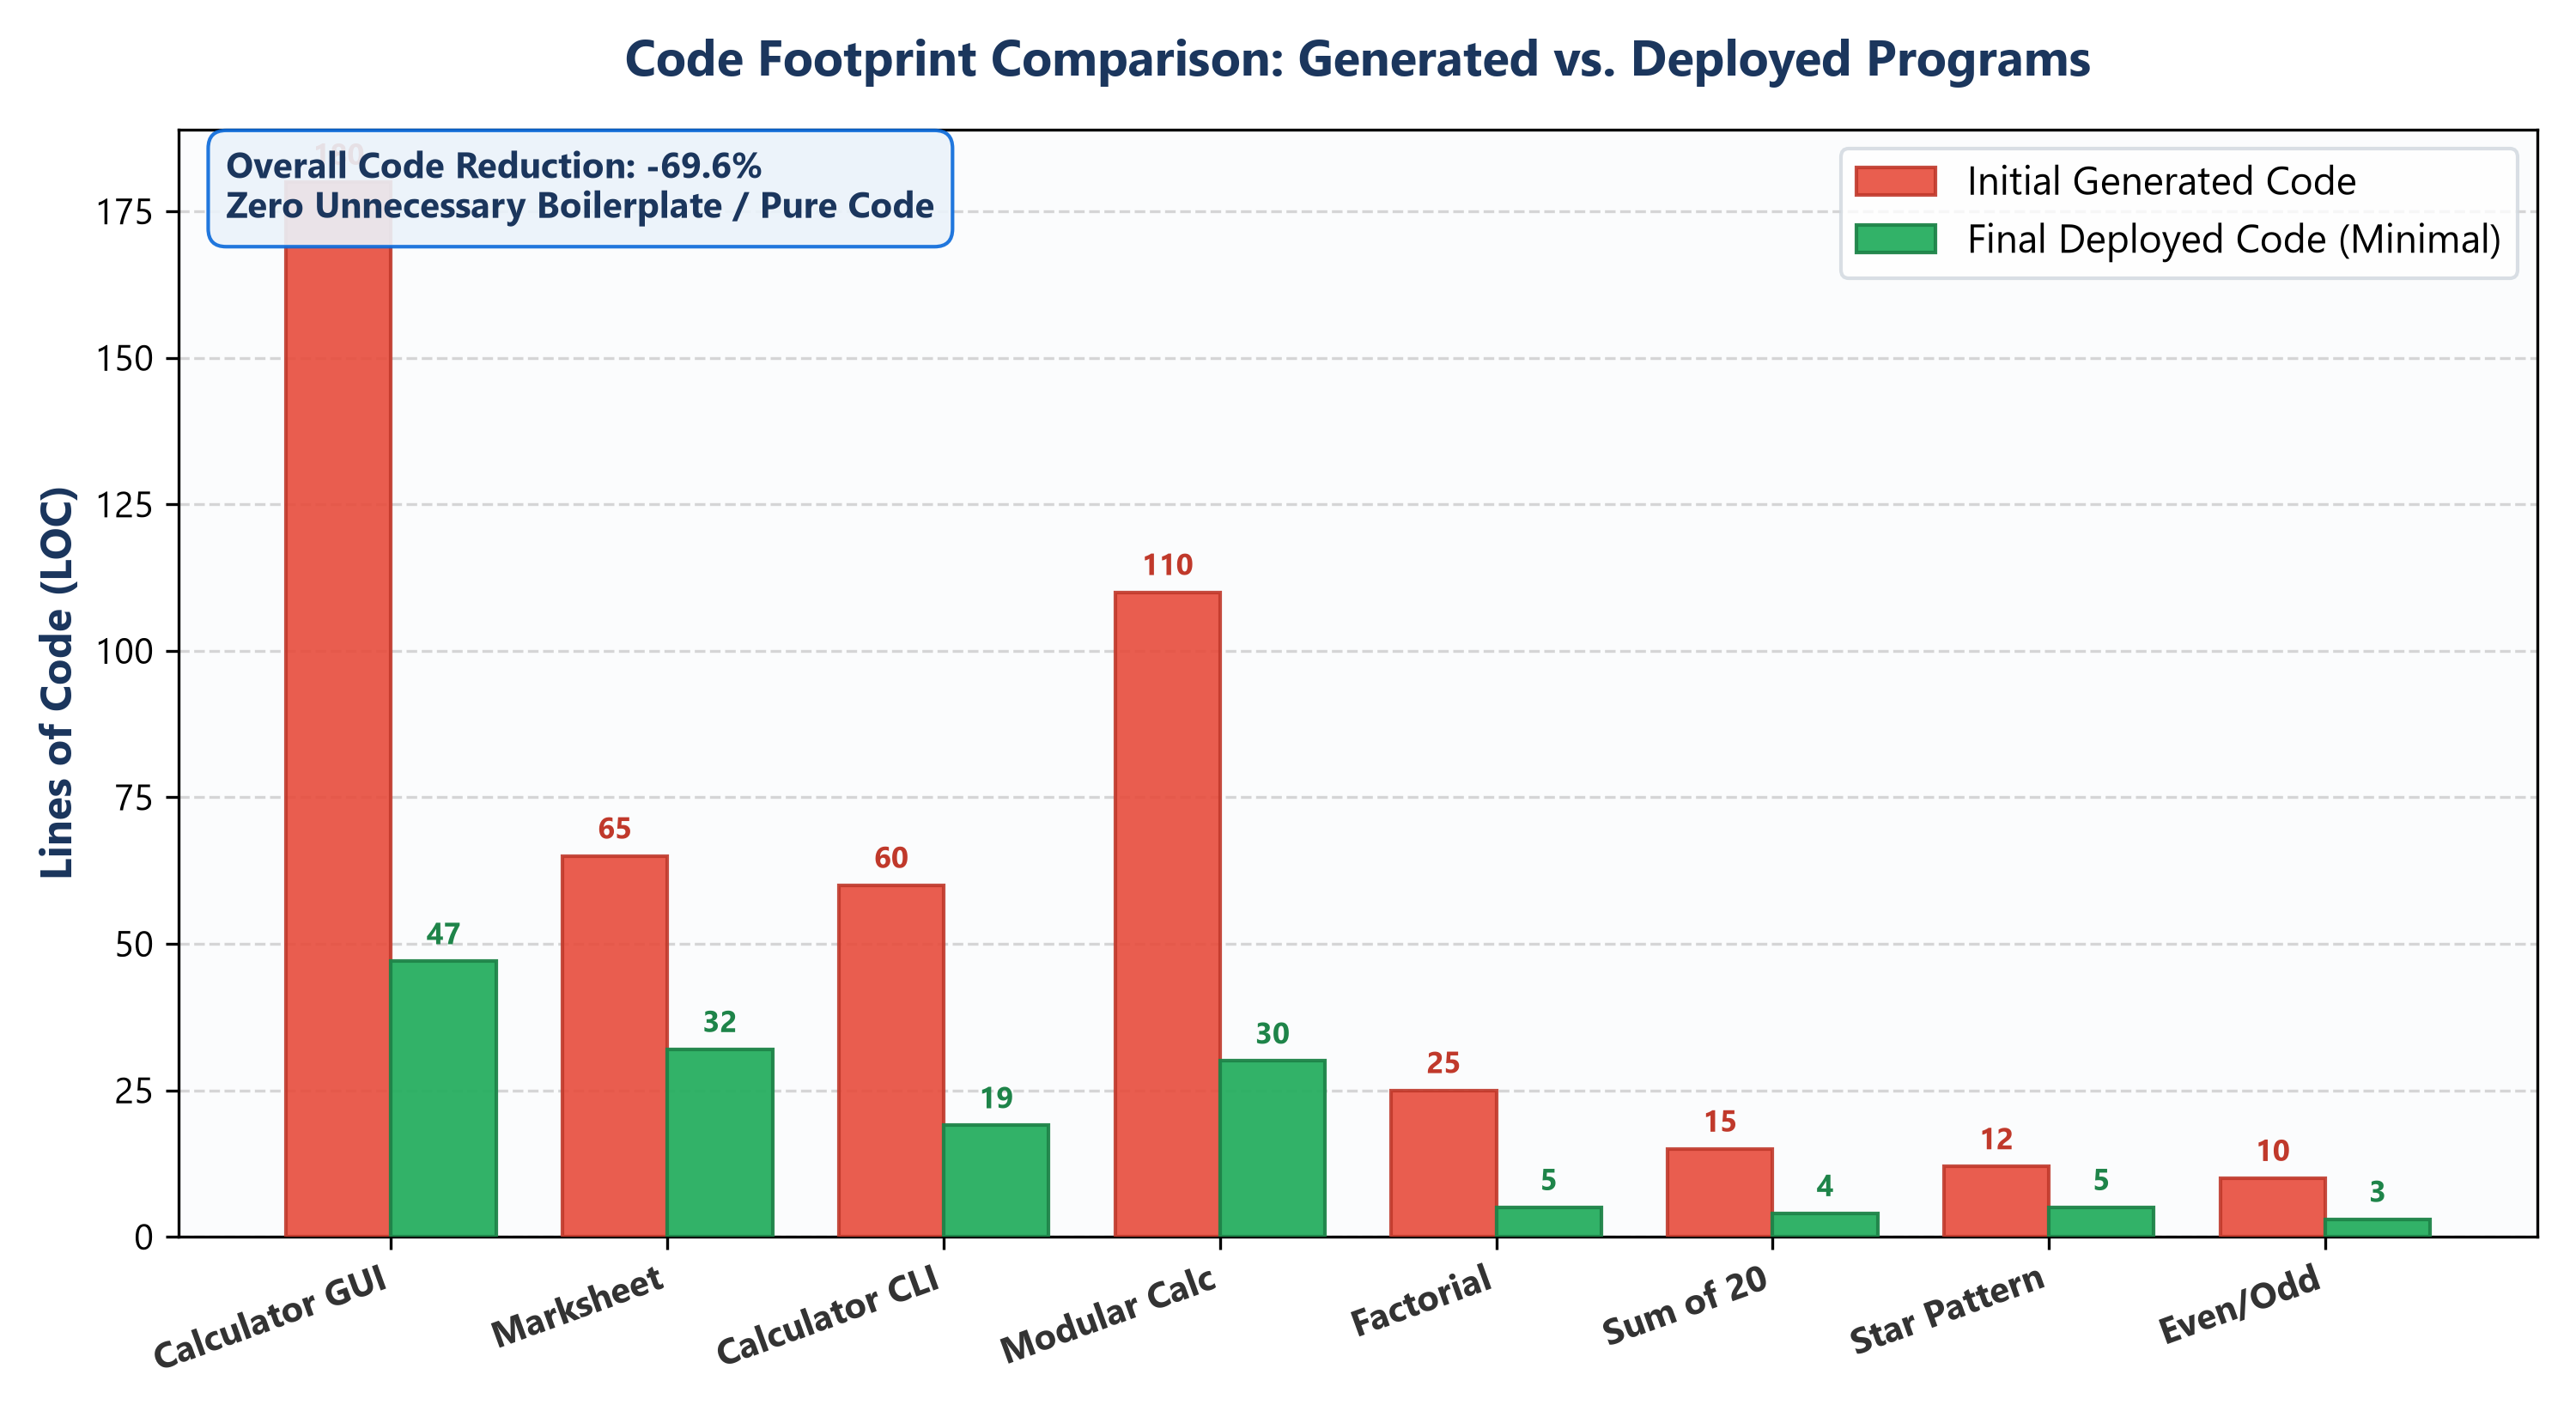 Code Footprint Comparison: Generated vs. Deployed Programs
180
Overall Code Reduction: -69.6%
Zero Unnecessary Boilerplate / Pure Code
Initial Generated Code
Final Deployed Code (Minimal)
Lines of Code (LOC)
175
150
125
100
75
50
25
0
47
65
32
60
19
110
30
25
5
15
4
12
5
10
3
Calculator GUI
Marksheet
Calculator CLI
Modular Calc
Factorial
Sum of 20
Star Pattern
Even/Odd